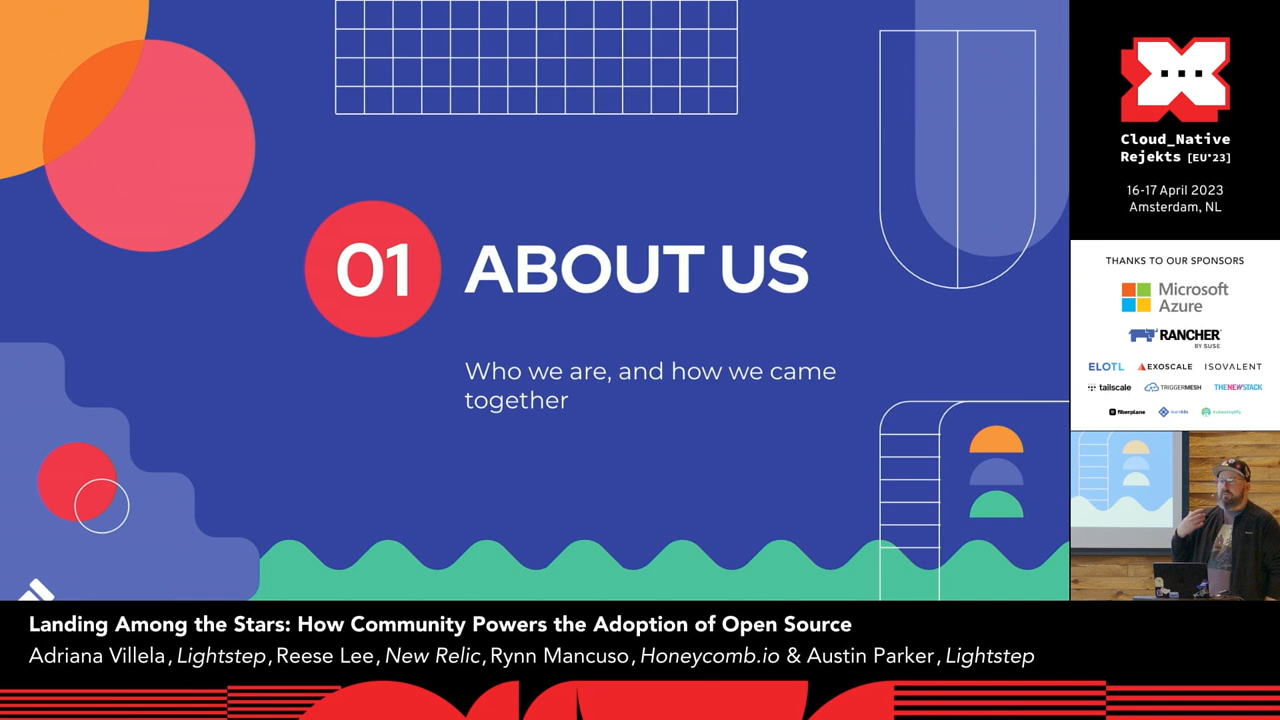 01 ABOUT US
Who we are, and how we came
together
Cloud_Native
Rejekts [EU'23]
16-17 April 2023
Amsterdam, NL
THANKS TO OUR SPONSORS
Microsoft
Azure
RANCHER
BY SUSE
ELOTL EXOSCALE ISOVALENT
tailscale TRIGGERMESH THENEWSTACK
fiberplane
Landing Among the Stars: How Community Powers the Adoption of Open Source
Adriana Villela, Lightstep, Reese Lee, New Relic, Rynn Mancuso, Honeycomb.io & Austin Parker, Lightstep